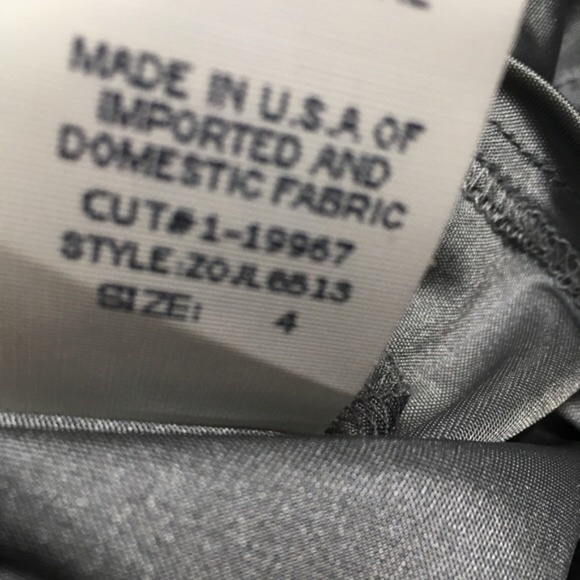 MADE IN U.S.A OF
IMPORTED AND
DOMESTIC FABRIC
CUT#1-19967
STYLE:ZOJL6513
SIZE: 4